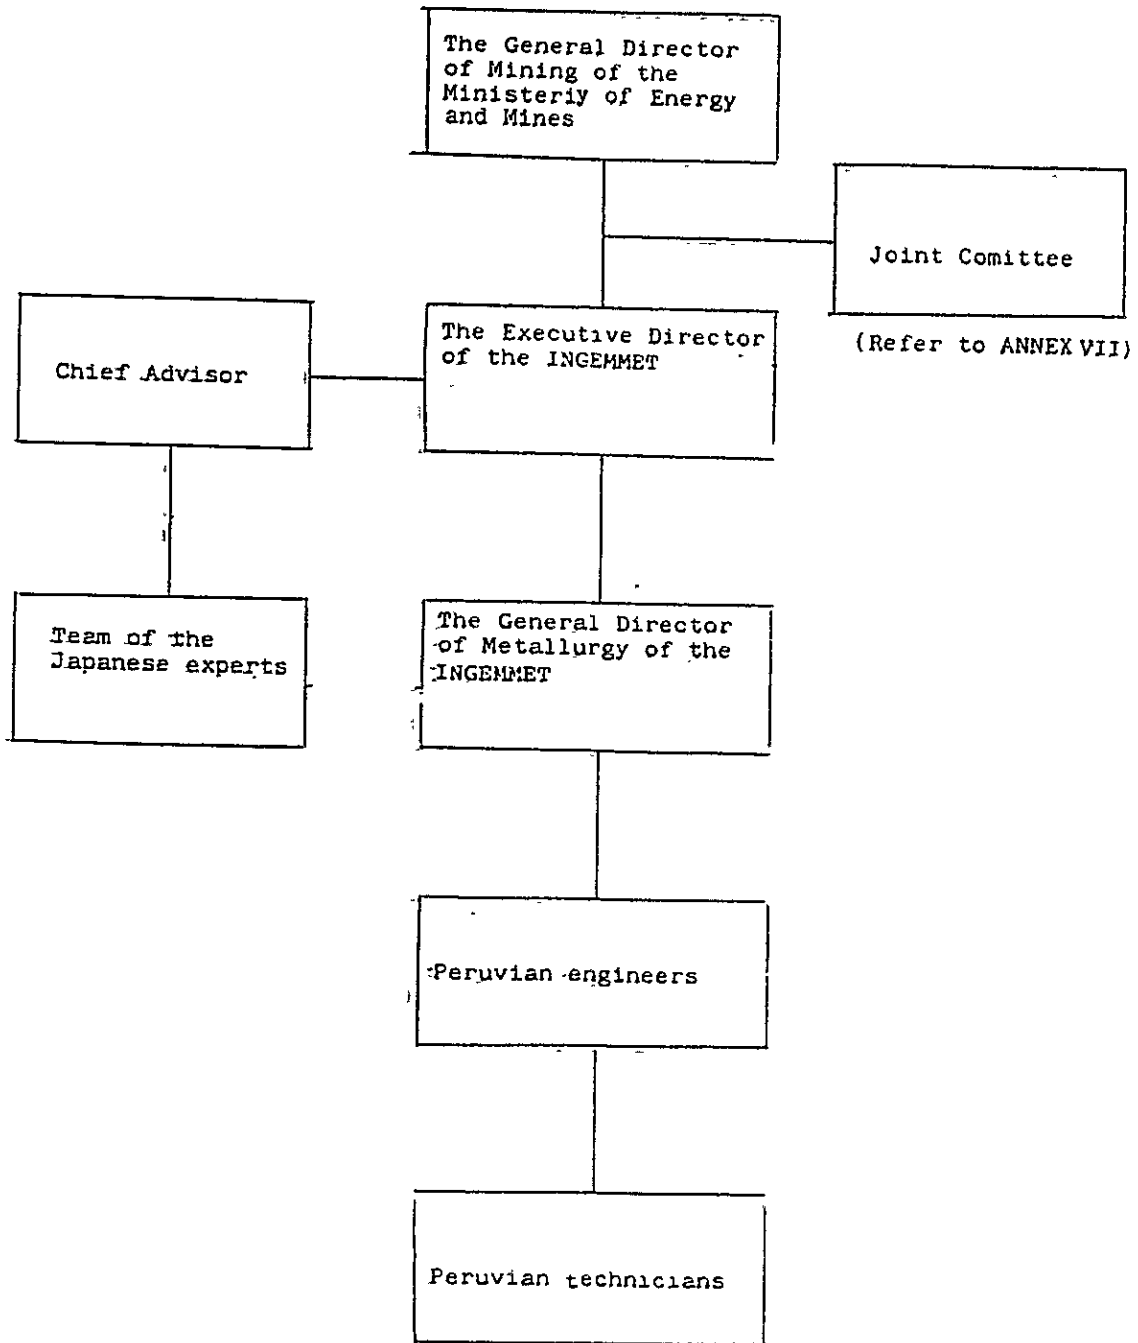 The General Director
of Mining of the
Ministeriy of Energy
and Mines
Joint Comittee
(Refer to ANNEX VII)
The Executive Director
of the INGEMMET
Chief Advisor
Team of the
Japanese experts
The General Director
of Metallurgy of the
INGEMMET
Peruvian engineers
Peruvian technicians